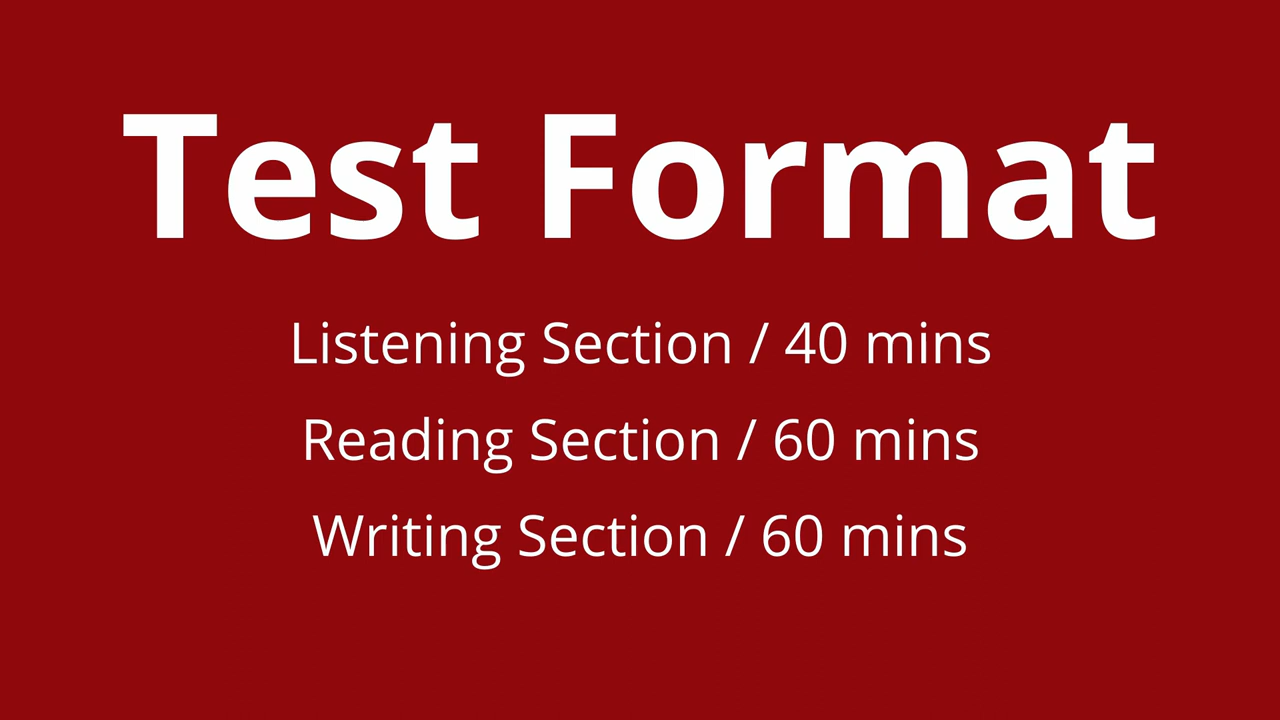 Test Format
Listening Section / 40 mins
Reading Section / 60 mins
Writing Section / 60 mins